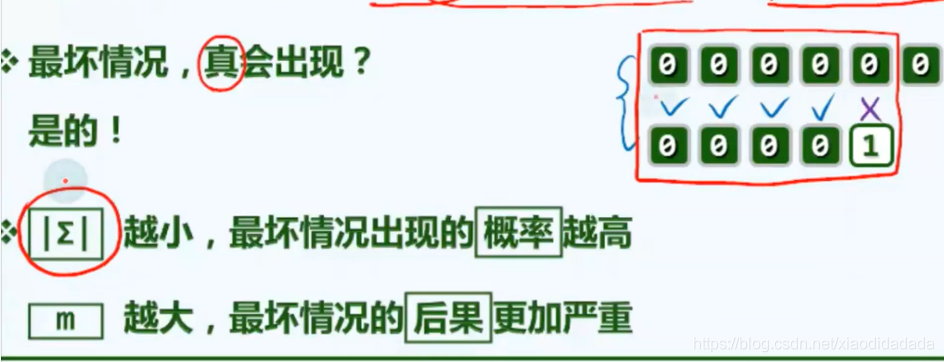 最坏情况，真会出现？
0 0 0 0 0 0
是的！
0 0 0 0 1
|Σ| 越小，最坏情况出现的概率越高
m 越大，最坏情况的后果更加严重
https://blog.csdn.net/xiaodidadada